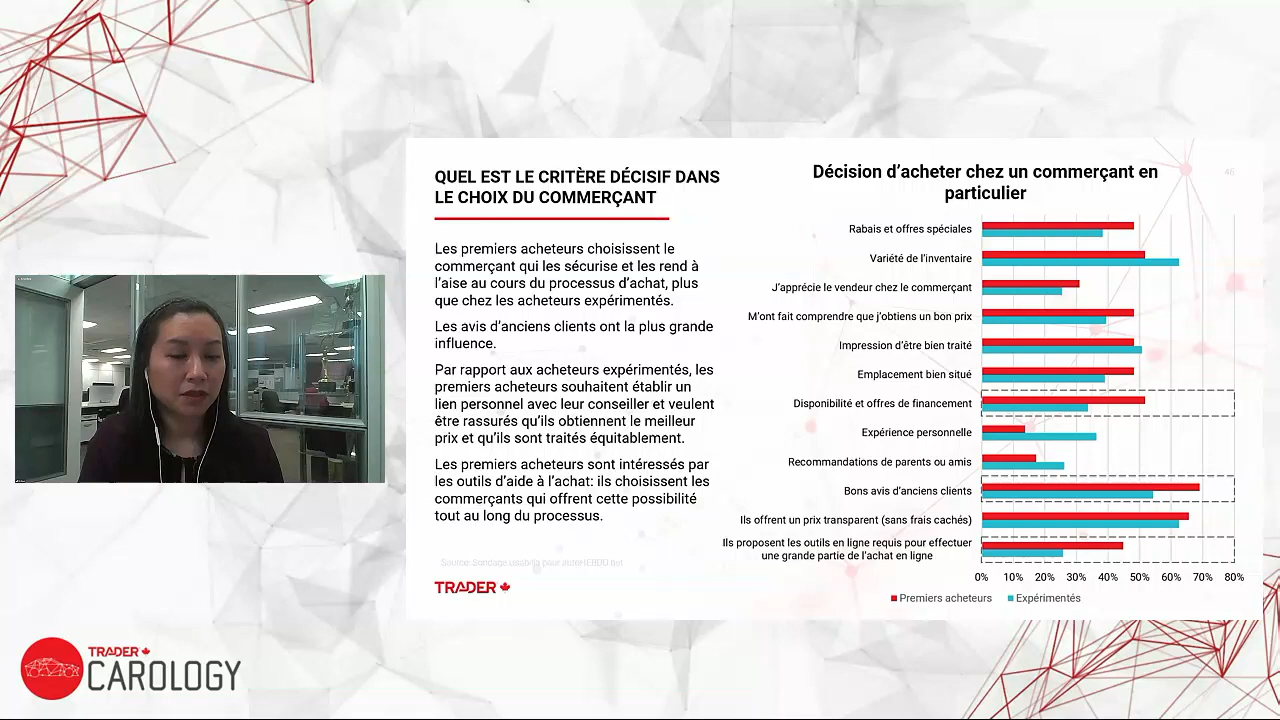 QUEL EST LE CRITÈRE DÉCISIF DANS
LE CHOIX DU COMMERÇANT
Les premiers acheteurs choisissent le
commerçant qui les sécurise et les rend à
l'aise au cours du processus d'achat, plus
que chez les acheteurs expérimentés.
Les avis d'anciens clients ont la plus grande
influence.
Par rapport aux acheteurs expérimentés, les
premiers acheteurs souhaitent établir un
lien personnel avec leur conseiller et veulent
être rassurés qu'ils obtiennent le meilleur
prix et qu'ils sont traités équitablement.
Les premiers acheteurs sont intéressés par
les outils d'aide à l'achat: ils choisissent les
commerçants qui offrent cette possibilité
tout au long du processus.
TRADER
46
Décision d'acheter chez un commerçant en
particulier
Rabais et offres spéciales
Variété de l'inventaire
J'apprécie le vendeur chez le commerçant
M'ont fait comprendre que j'obtiens un bon prix
Impression d'être bien traité
Emplacement bien situé
Disponibilité et offres de financement
Expérience personnelle
Recommandations de parents ou amis
Bons avis d'anciens clients
Ils offrent un prix transparent (sans frais cachés)
Ils proposent les outils en ligne requis pour effectuer
une grande partie de l'achat en ligne
0% 10% 20% 30% 40% 50% 60% 70% 80%
Premiers acheteurs Expérimentés
TRADER
CAROLOGY